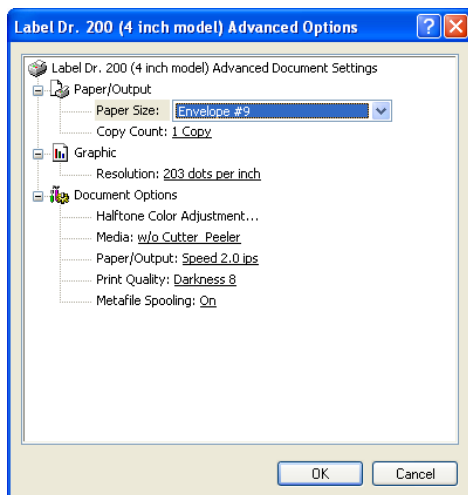 Label Dr. 200 (4 inch model) Advanced Options
Label Dr. 200 (4 inch model) Advanced Document Settings
Paper/Output
Paper Size: Envelope #9
Copy Count: 1 Copy
Graphic
Resolution: 203 dots per inch
Document Options
Halftone Color Adjustment...
Media: w/o Cutter_Peeler
Paper/Output: Speed 2.0 ips
Print Quality: Darkness 8
Metafile Spooling: On
OK Cancel